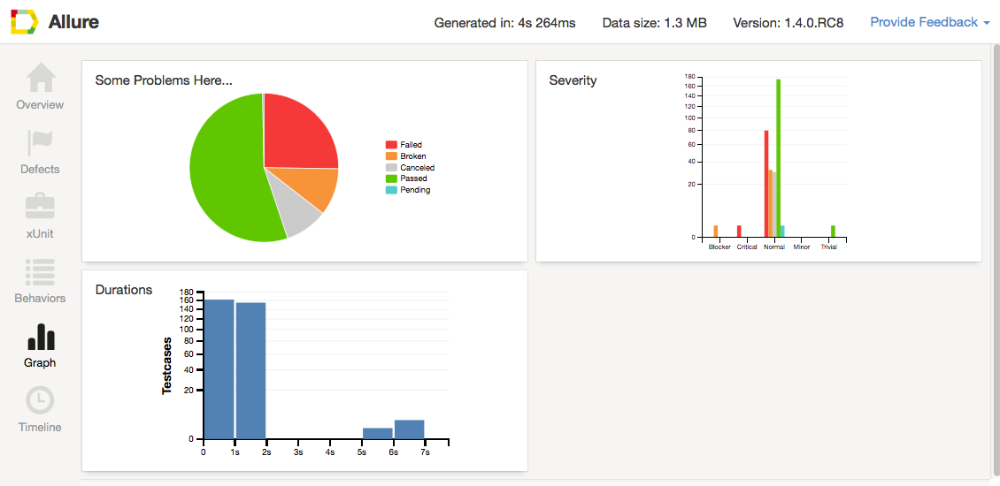 Allure
Generated in: 4s 264ms
Data size: 1.3 MB
Version: 1.4.0.RC8
Provide Feedback
Overview
Defects
xUnit
Behaviors
Graph
Timeline
Some Problems Here...
Failed
Broken
Canceled
Passed
Pending
Severity
180
160
140
120
100
80
60
40
20
0
Blocker Critical Normal Minor Trivial
Durations
Testcases
180
160
140
120
100
80
60
40
20
0
0 1s 2s 3s 4s 5s 6s 7s